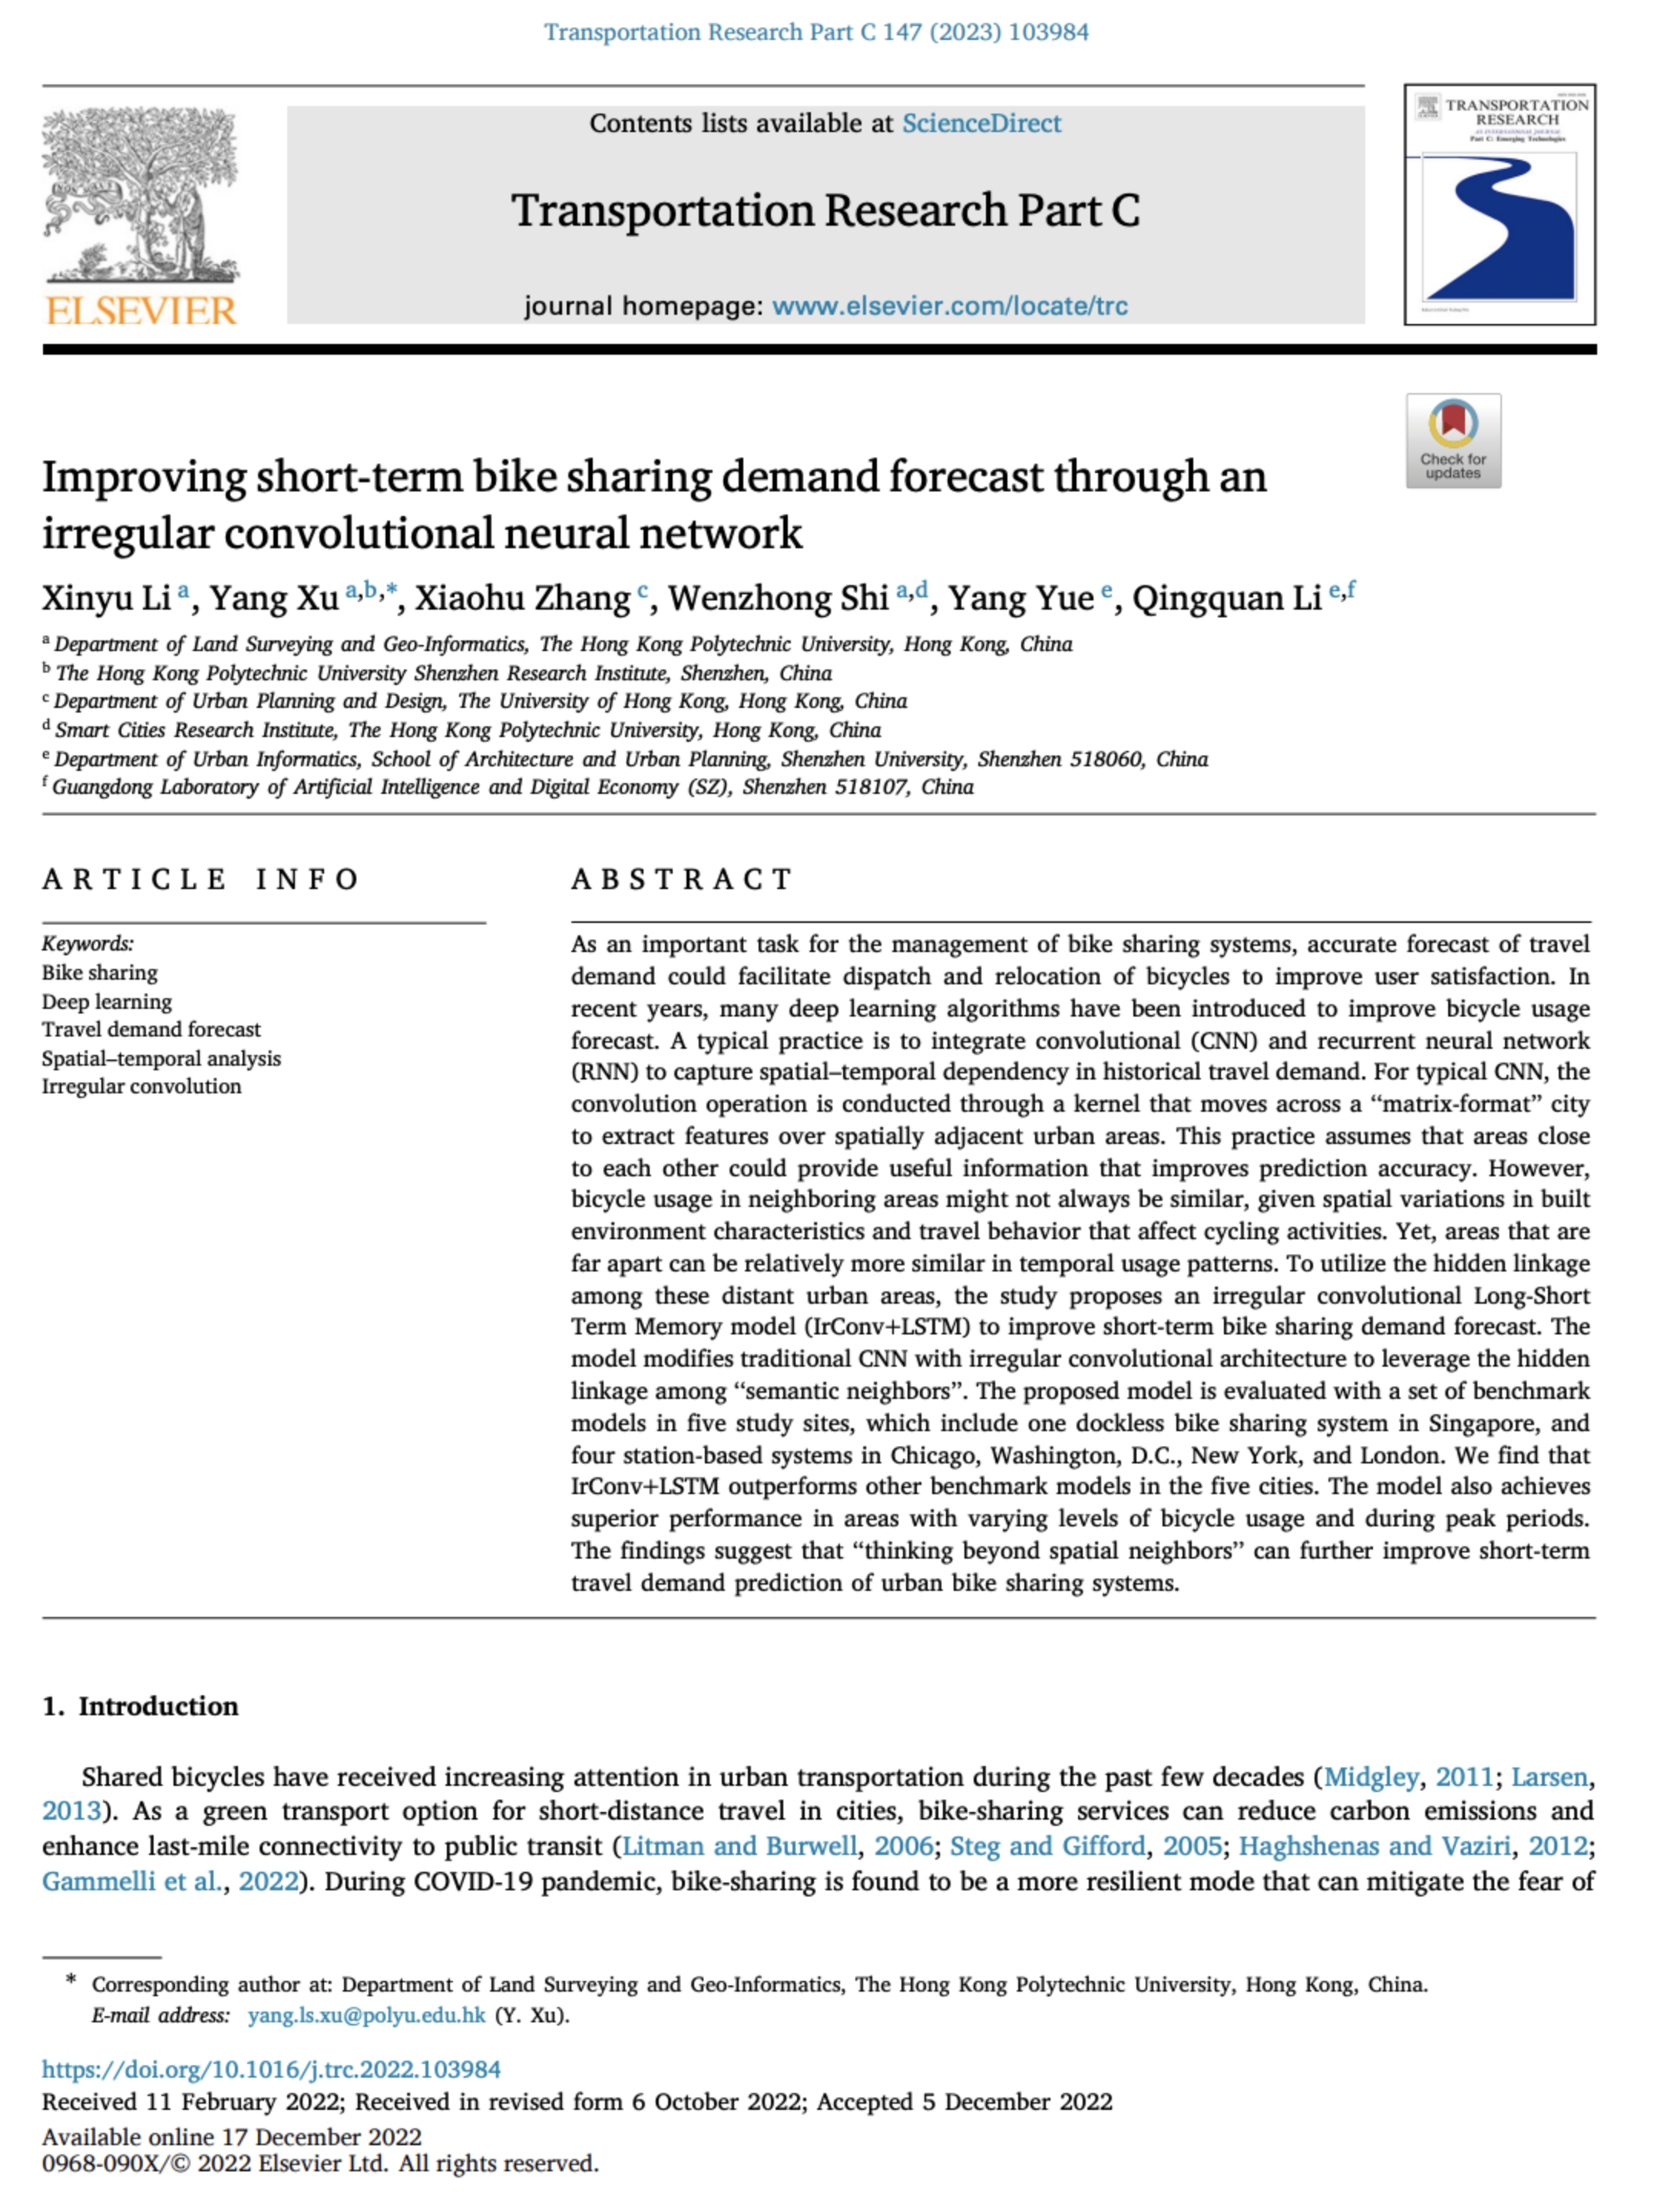 Transportation Research Part C 147 (2023) 103984
Contents lists available at ScienceDirect
Transportation Research Part C
journal homepage: www.elsevier.com/locate/trc
ELSEVIER
TRANSPORTATION
RESEARCH
AN INTERNATIONAL JOURNAL
Part C: Emerging Technologies
Check for
updates
Improving short-term bike sharing demand forecast through an
irregular convolutional neural network
Xinyu Li a, Yang Xu a,b,*, Xiaohu Zhang c, Wenzhong Shi a,d, Yang Yue e, Qingquan Li e,f
a Department of Land Surveying and Geo-Informatics, The Hong Kong Polytechnic University, Hong Kong, China
b The Hong Kong Polytechnic University Shenzhen Research Institute, Shenzhen, China
c Department of Urban Planning and Design, The University of Hong Kong, Hong Kong, China
d Smart Cities Research Institute, The Hong Kong Polytechnic University, Hong Kong, China
e Department of Urban Informatics, School of Architecture and Urban Planning, Shenzhen University, Shenzhen 518060, China
f Guangdong Laboratory of Artificial Intelligence and Digital Economy (SZ), Shenzhen 518107, China
ARTICLE INFO
Keywords:
Bike sharing
Deep learning
Travel demand forecast
Spatial–temporal analysis
Irregular convolution
ABSTRACT
As an important task for the management of bike sharing systems, accurate forecast of travel
demand could facilitate dispatch and relocation of bicycles to improve user satisfaction. In
recent years, many deep learning algorithms have been introduced to improve bicycle usage
forecast. A typical practice is to integrate convolutional (CNN) and recurrent neural network
(RNN) to capture spatial–temporal dependency in historical travel demand. For typical CNN, the
convolution operation is conducted through a kernel that moves across a “matrix-format” city
to extract features over spatially adjacent urban areas. This practice assumes that areas close
to each other could provide useful information that improves prediction accuracy. However,
bicycle usage in neighboring areas might not always be similar, given spatial variations in built
environment characteristics and travel behavior that affect cycling activities. Yet, areas that are
far apart can be relatively more similar in temporal usage patterns. To utilize the hidden linkage
among these distant urban areas, the study proposes an irregular convolutional Long-Short
Term Memory model (IrConv+LSTM) to improve short-term bike sharing demand forecast. The
model modifies traditional CNN with irregular convolutional architecture to leverage the hidden
linkage among “semantic neighbors”. The proposed model is evaluated with a set of benchmark
models in five study sites, which include one dockless bike sharing system in Singapore, and
four station-based systems in Chicago, Washington, D.C., New York, and London. We find that
IrConv+LSTM outperforms other benchmark models in the five cities. The model also achieves
superior performance in areas with varying levels of bicycle usage and during peak periods.
The findings suggest that “thinking beyond spatial neighbors” can further improve short-term
travel demand prediction of urban bike sharing systems.
1. Introduction
Shared bicycles have received increasing attention in urban transportation during the past few decades (Midgley, 2011; Larsen,
2013). As a green transport option for short-distance travel in cities, bike-sharing services can reduce carbon emissions and
enhance last-mile connectivity to public transit (Litman and Burwell, 2006; Steg and Gifford, 2005; Haghshenas and Vaziri, 2012;
Gammelli et al., 2022). During COVID-19 pandemic, bike-sharing is found to be a more resilient mode that can mitigate the fear of
* Corresponding author at: Department of Land Surveying and Geo-Informatics, The Hong Kong Polytechnic University, Hong Kong, China.
E-mail address: yang.ls.xu@polyu.edu.hk (Y. Xu).
https://doi.org/10.1016/j.trc.2022.103984
Received 11 February 2022; Received in revised form 6 October 2022; Accepted 5 December 2022
Available online 17 December 2022
0968-090X/© 2022 Elsevier Ltd. All rights reserved.